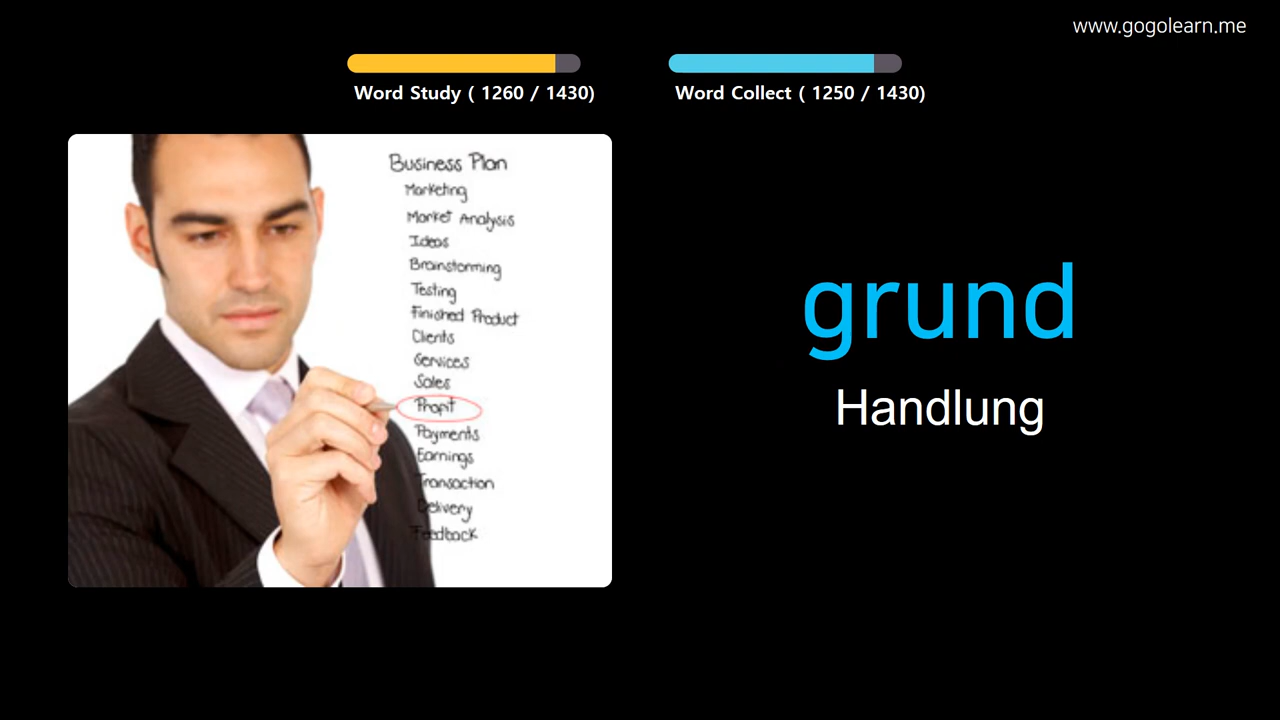 www.gogolearn.me
Word Study ( 1260 / 1430)
Word Collect ( 1250 / 1430)
Business Plan
Marketing
Market Analysis
Ideas
Brainstorming
Testing
Finished Product
Clients
Services
Sales
Profit
Payments
Earnings
Transaction
Delivery
Feedback
grund
Handlung